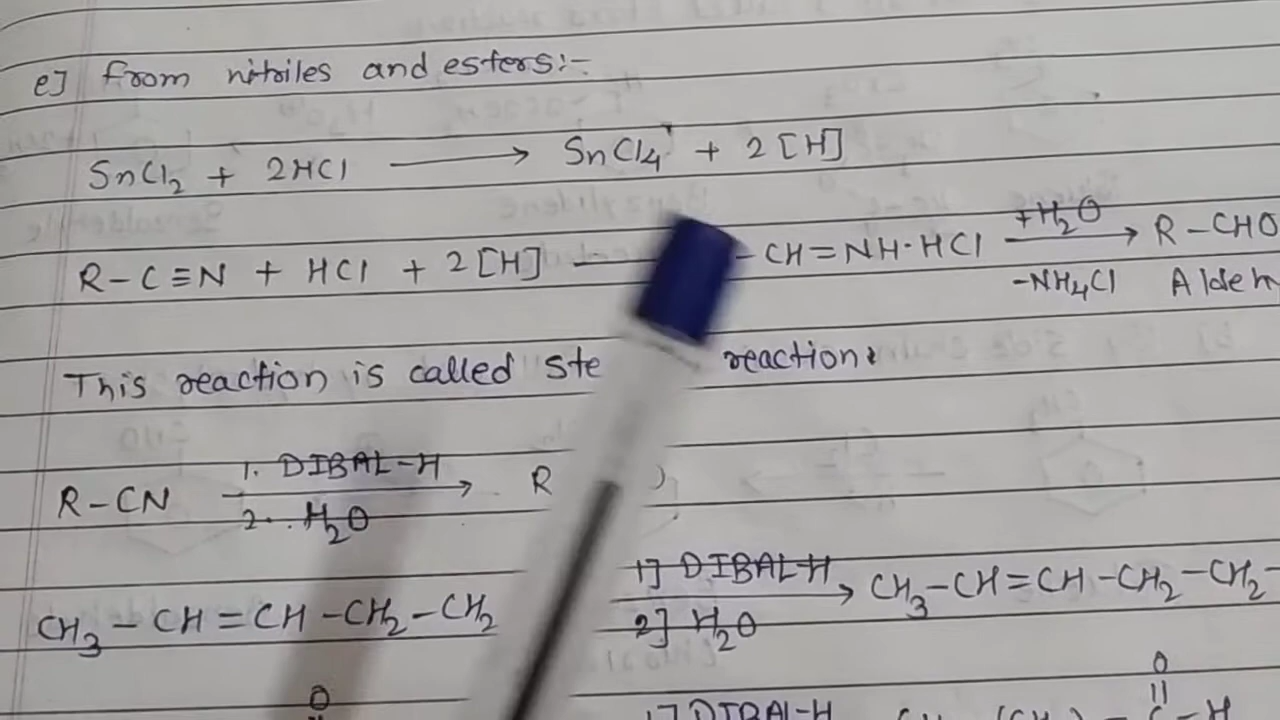 e] from nitriles and esters:-
SnCl₂ + 2HCl ⟶ SnCl₄ + 2[H]
R-C≡N + HCl + 2[H] ⟶ -CH=NH·HCl +H₂O ⟶ R-CHO
-NH₄Cl
This reaction is called reaction.
R-CN 1. DIBAL-H ⟶ R
2. H₂O
CH₃-CH=CH-CH₂-CH₂ 1] DIBAL-H ⟶ CH₃-CH=CH-CH₂-CH₂-
2] H₂O
O O
1] DIBAL-H C-H